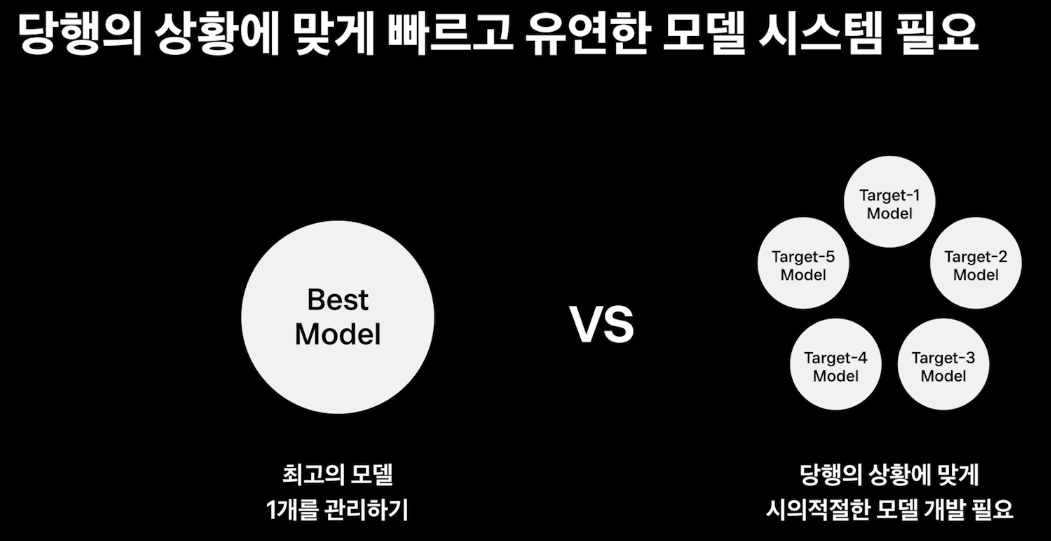 당행의 상황에 맞게 빠르고 유연한 모델 시스템 필요
Best
Model
VS
Target-1
Model
Target-5
Model
Target-2
Model
Target-4
Model
Target-3
Model
최고의 모델
1개를 관리하기
당행의 상황에 맞게
시의적절한 모델 개발 필요